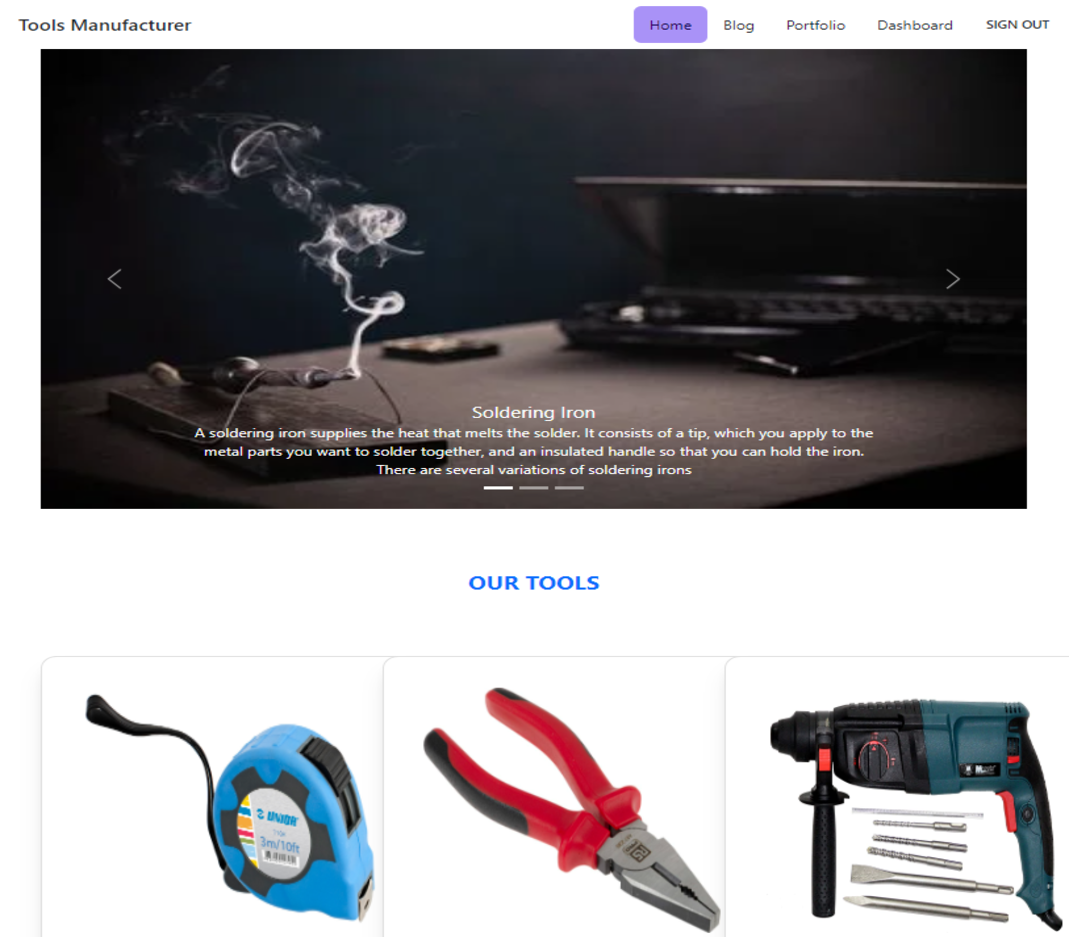 Tools Manufacturer
Home
Blog
Portfolio
Dashboard
SIGN OUT
Soldering Iron
A soldering iron supplies the heat that melts the solder. It consists of a tip, which you apply to the
metal parts you want to solder together, and an insulated handle so that you can hold the iron.
There are several variations of soldering irons
OUR TOOLS
UNIOR
3m/10ft